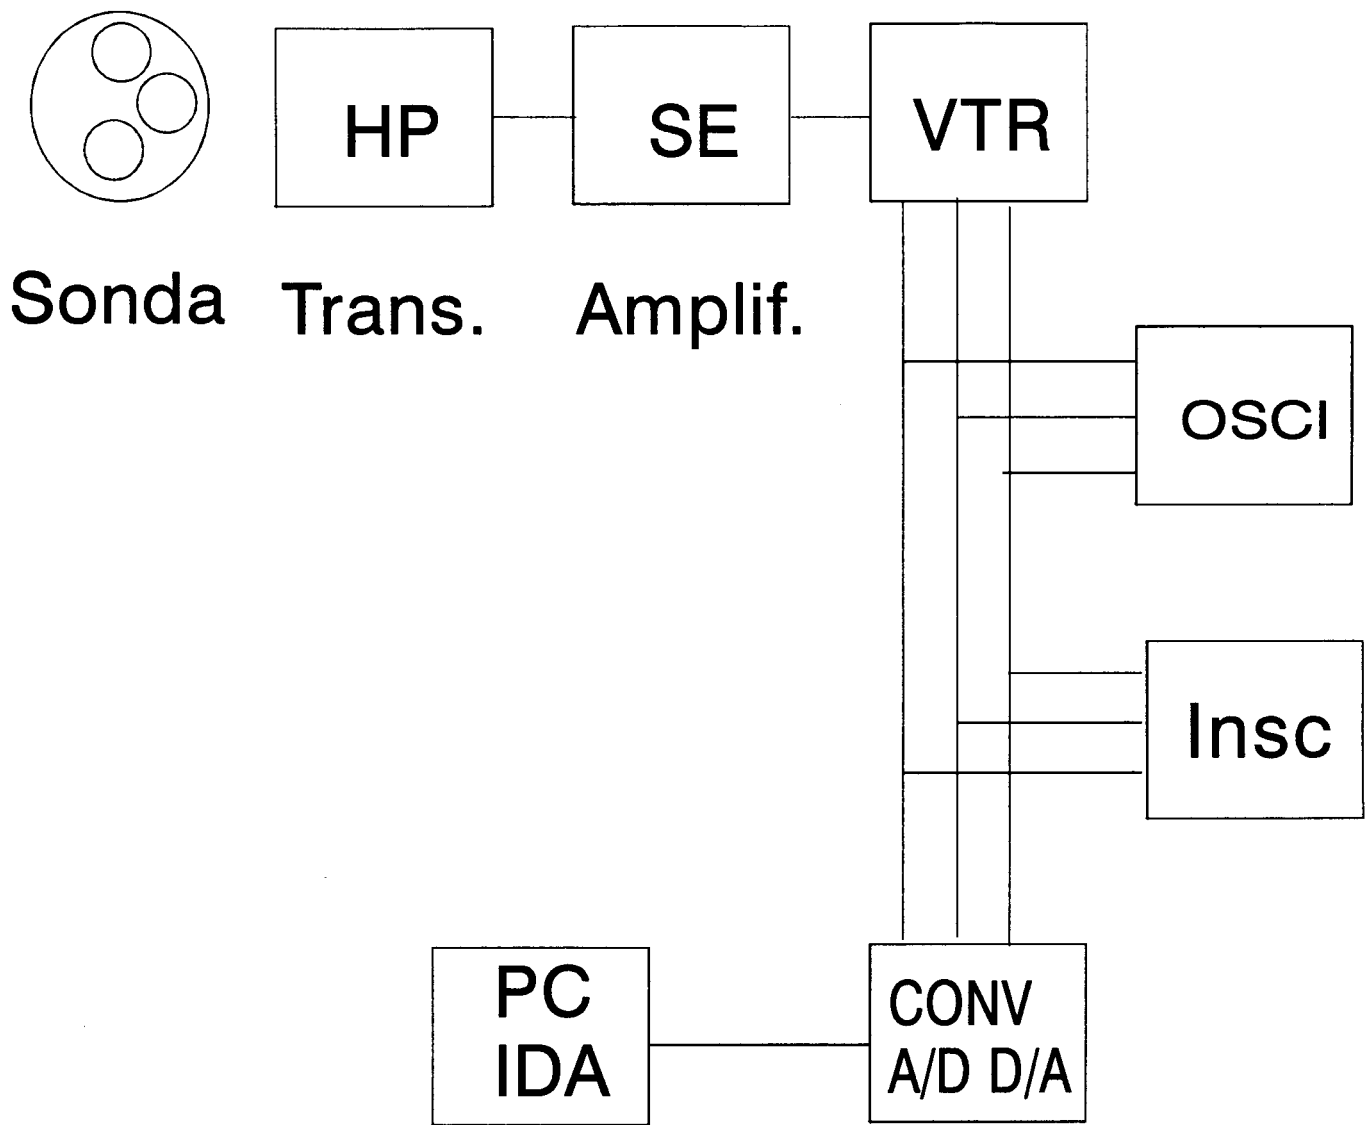 HP
SE
VTR
Sonda
Trans.
Amplif.
OSCI
Insc
PC
IDA
CONV
A/D D/A